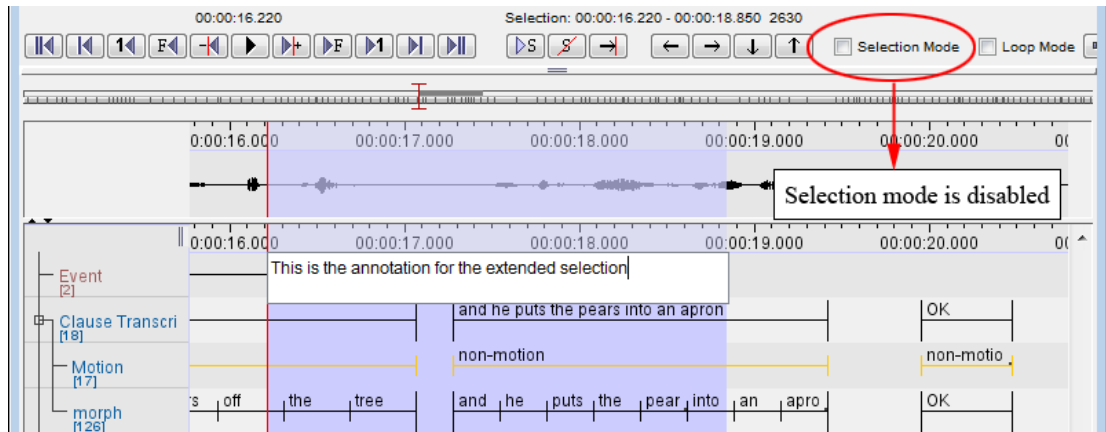 00:00:16.220 Selection: 00:00:16.220 - 00:00:18.850 2630
1 F + F 1 S S Selection Mode Loop Mode
0:00:16.000 00:00:17.000 00:00:18.000 00:00:19.000 00:00:20.000 00
Selection mode is disabled
0:00:16.000 00:00:17.000 00:00:18.000 00:00:19.000 00:00:20.000 00
This is the annotation for the extended selection
Event
[2]
and he puts the pears into an apron OK
Clause Transcri
[18]
non-motion non-motio
Motion
[17]
rs off the tree and he puts the pear into an apro OK
morph
[126]